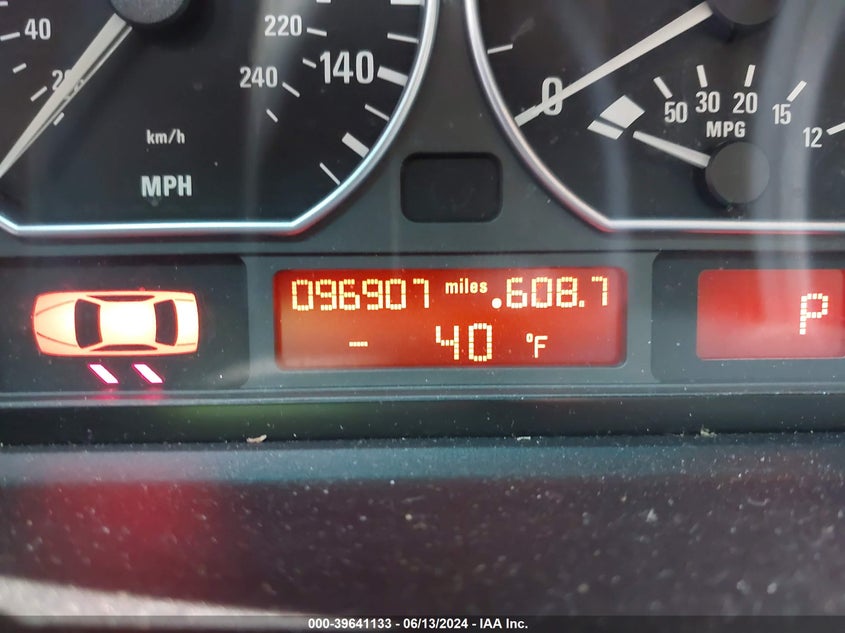 40
20
km/h
MPH
220
240
140
0
50 30 20 15 12
MPG
096907 miles .608.7
- 40 °F
P
000-39641133 - 06/13/2024 - IAA Inc.